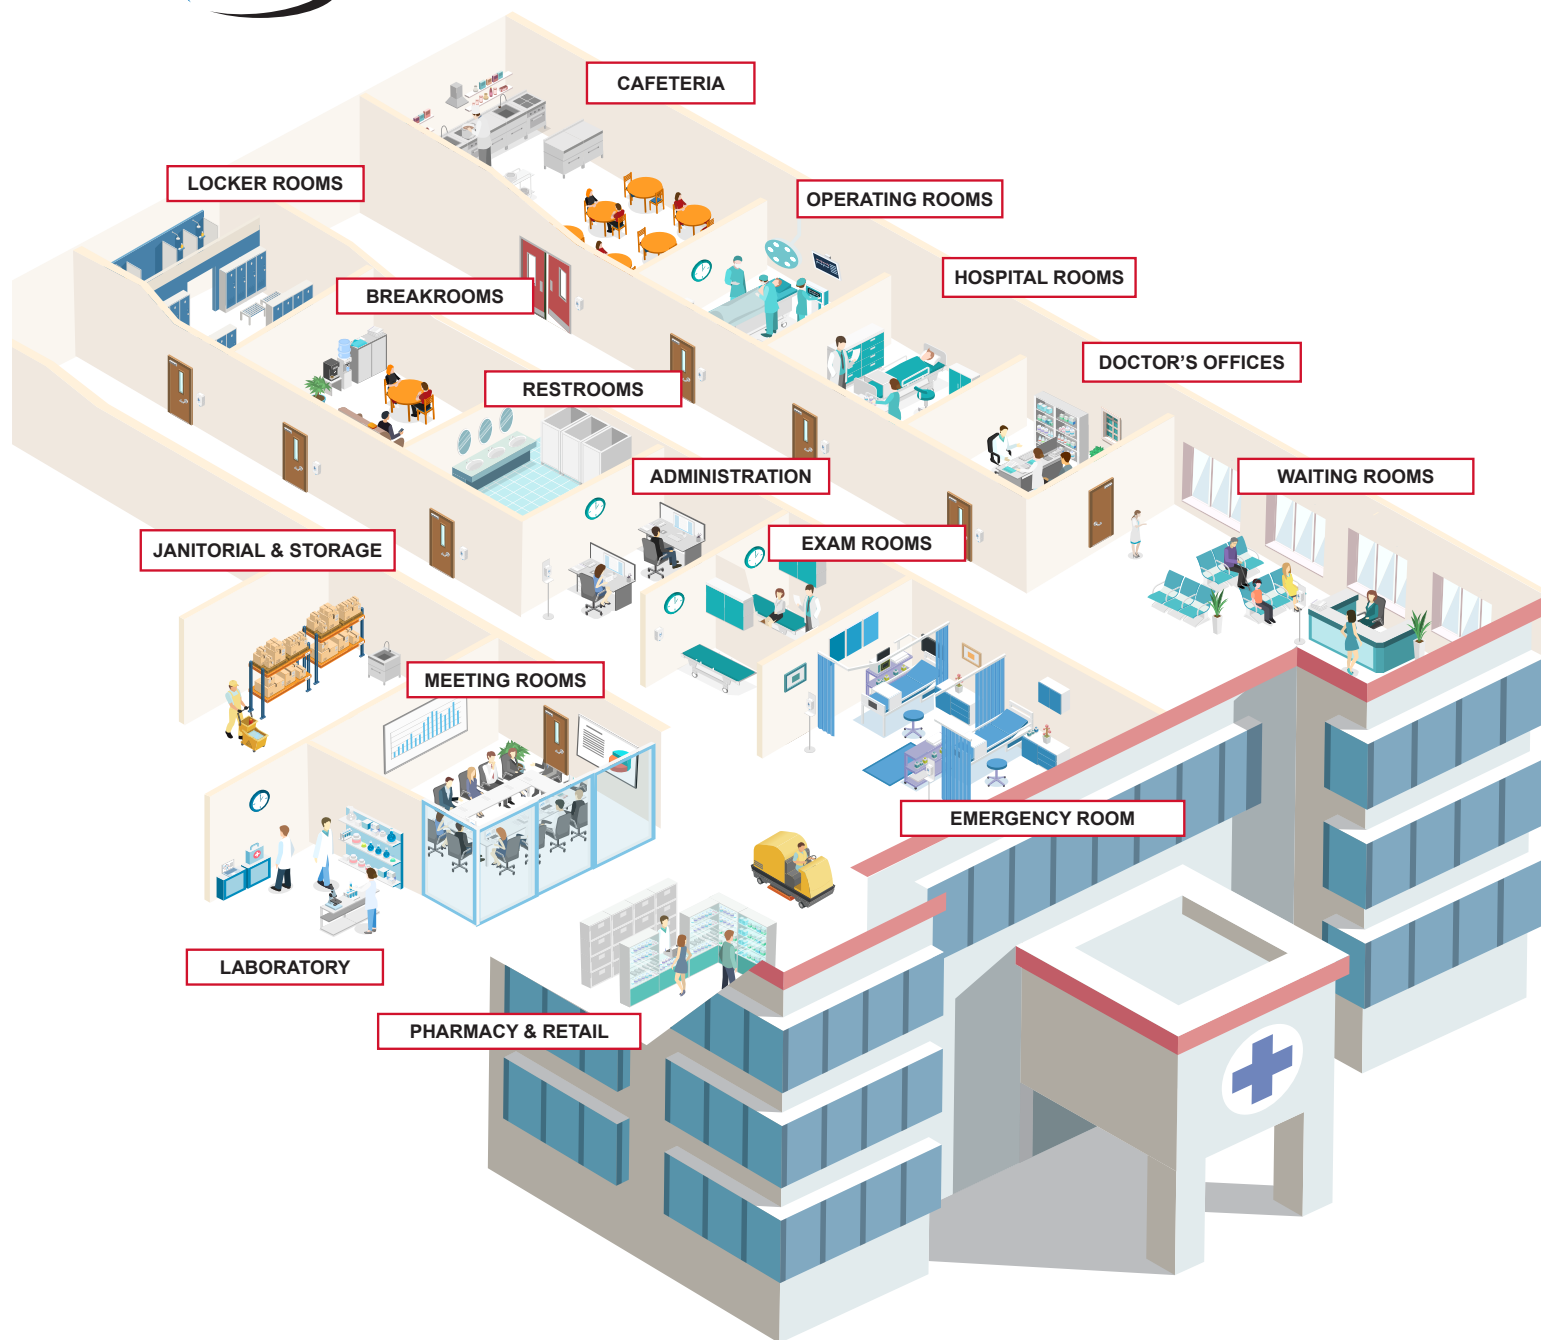 CAFETERIA
LOCKER ROOMS
OPERATING ROOMS
HOSPITAL ROOMS
BREAKROOMS
DOCTOR'S OFFICES
RESTROOMS
WAITING ROOMS
ADMINISTRATION
EXAM ROOMS
JANITORIAL & STORAGE
MEETING ROOMS
EMERGENCY ROOM
LABORATORY
PHARMACY & RETAIL